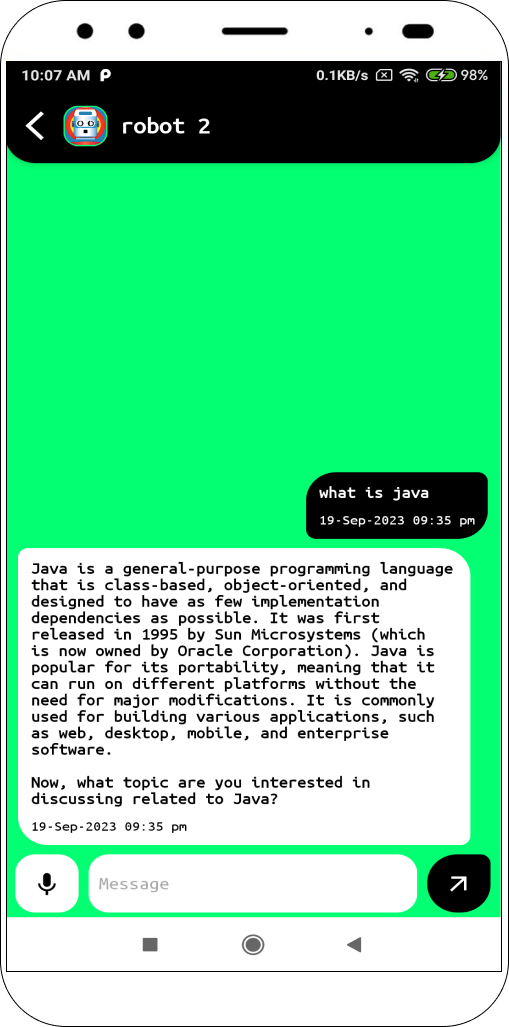 10:07 AM
0.1KB/s 98%
robot 2
what is java
19-Sep-2023 09:35 pm
Java is a general-purpose programming language
that is class-based, object-oriented, and
designed to have as few implementation
dependencies as possible. It was first
released in 1995 by Sun Microsystems (which
is now owned by Oracle Corporation). Java is
popular for its portability, meaning that it
can run on different platforms without the
need for major modifications. It is commonly
used for building various applications, such
as web, desktop, mobile, and enterprise
software.
Now, what topic are you interested in
discussing related to Java?
19-Sep-2023 09:35 pm
Message